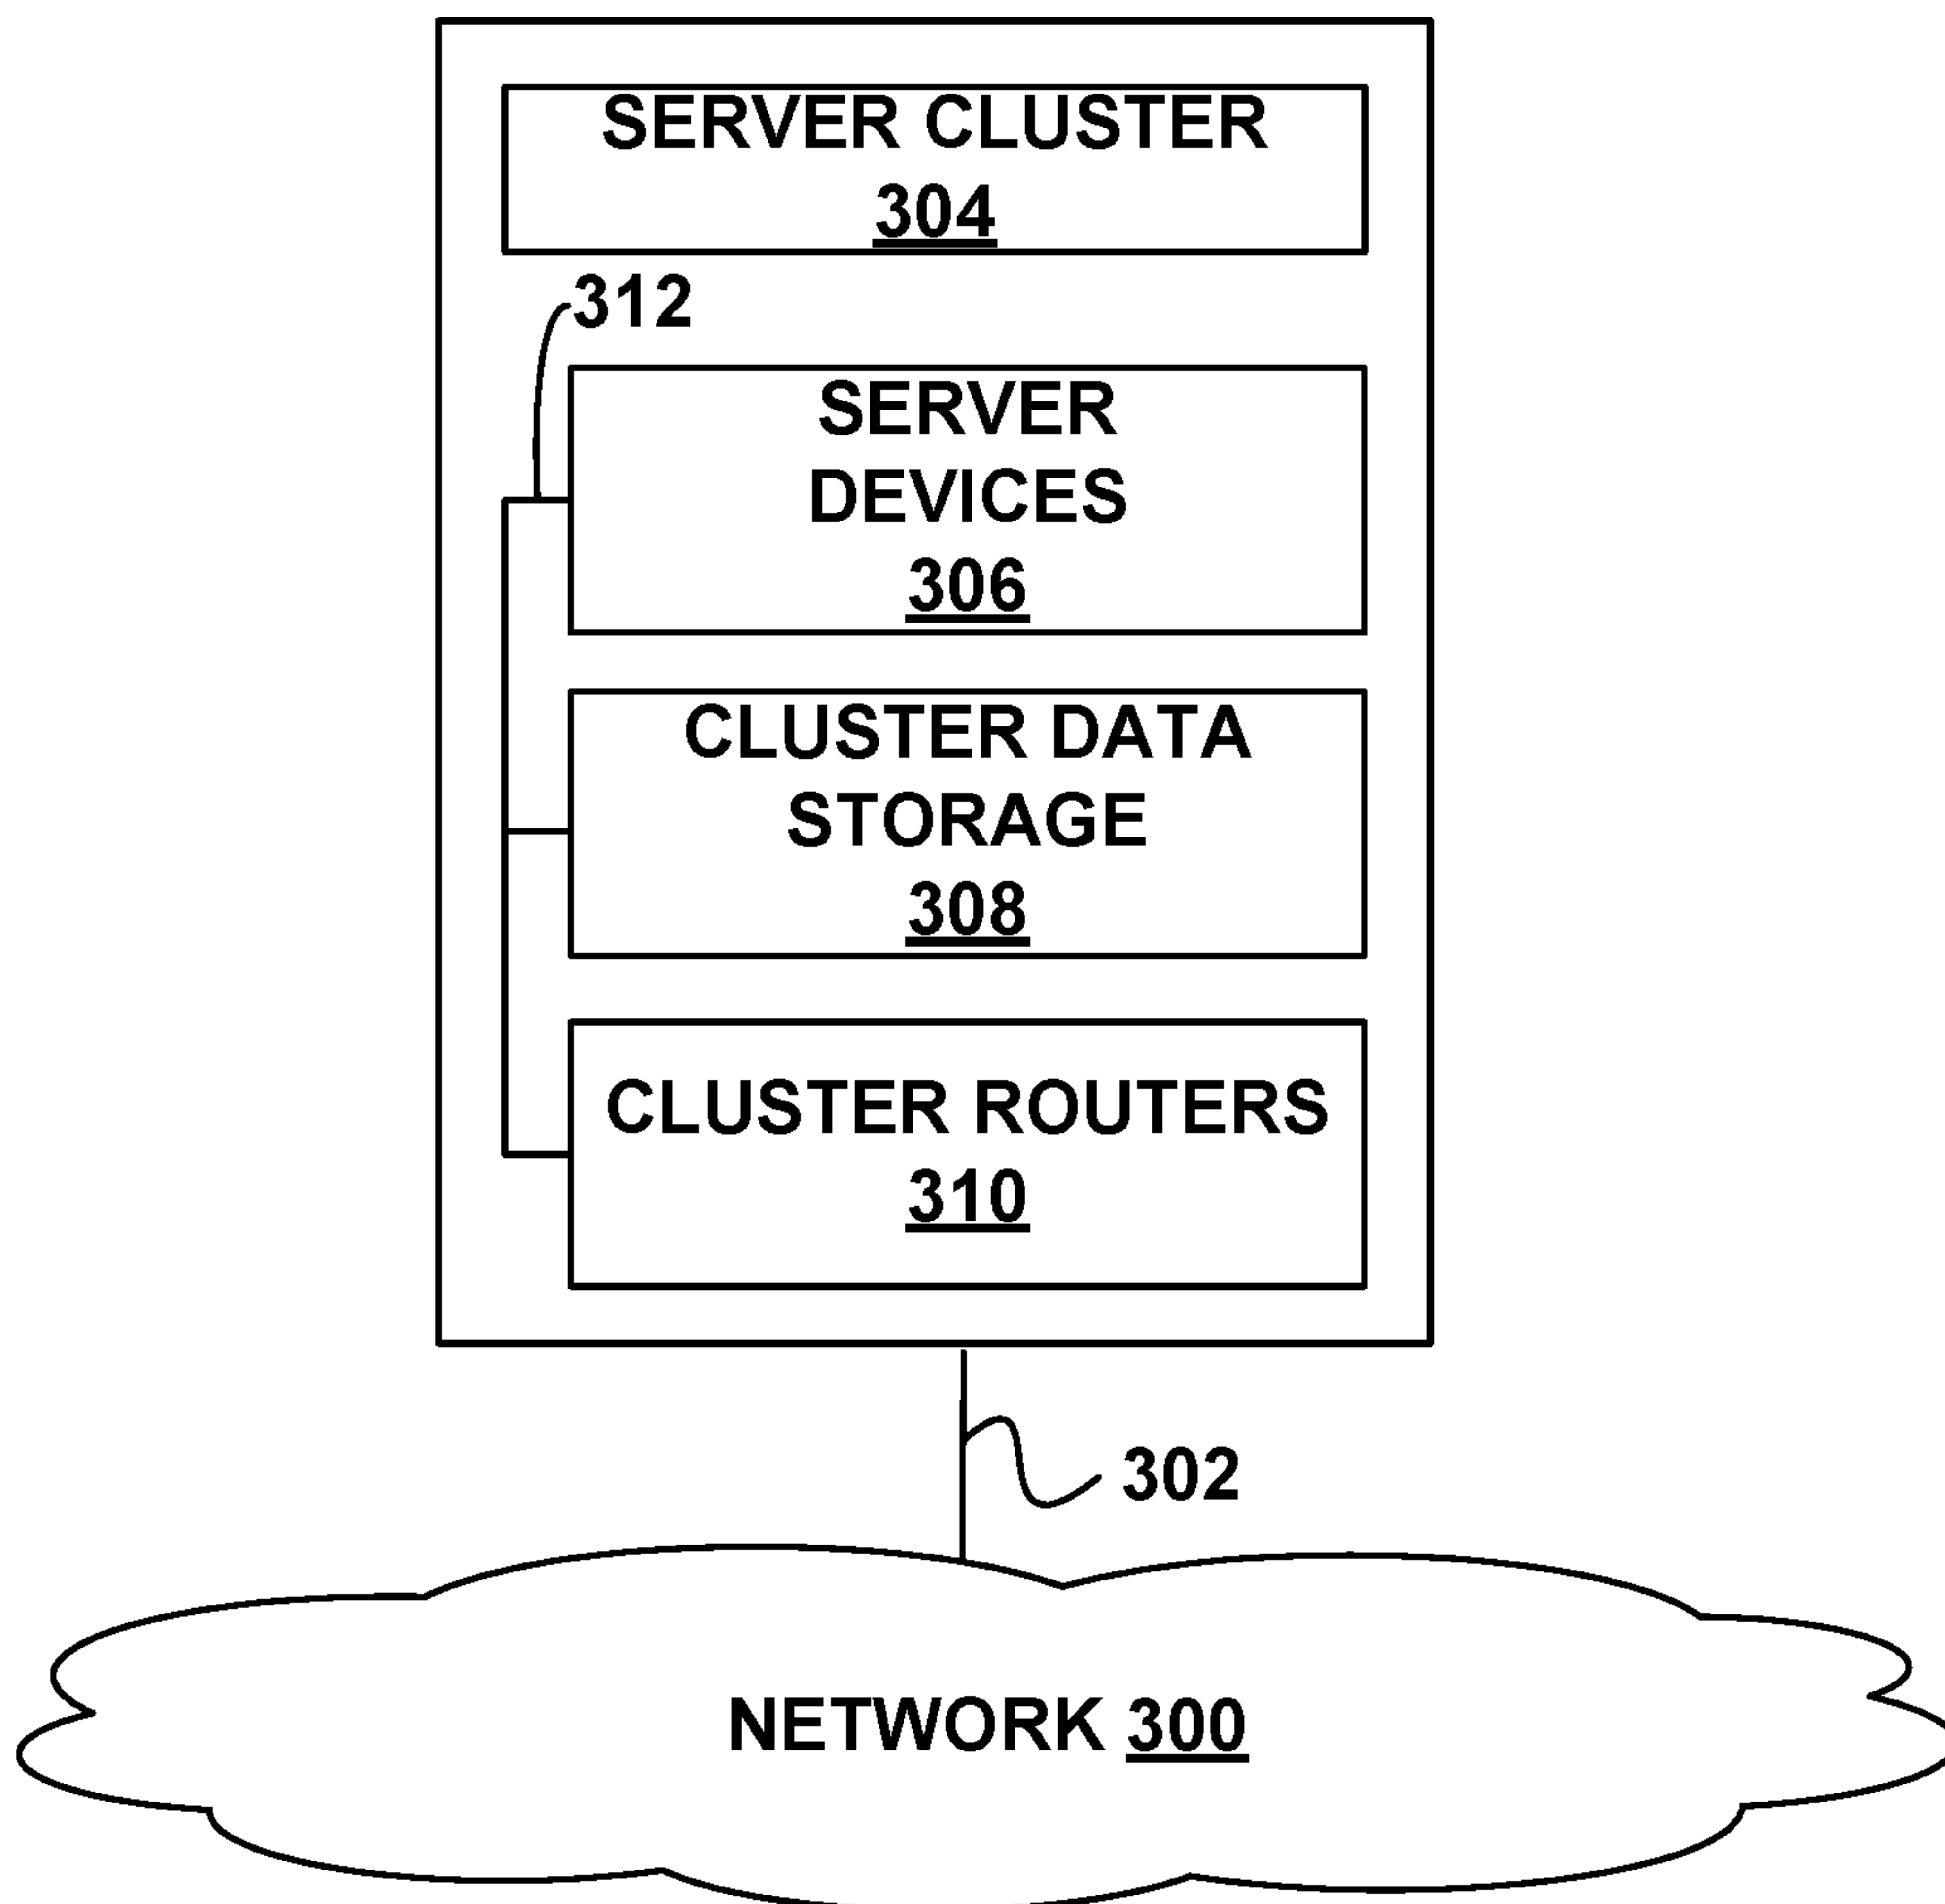 SERVER CLUSTER
304
312
SERVER
DEVICES
306
CLUSTER DATA
STORAGE
308
CLUSTER ROUTERS
310
302
NETWORK 300